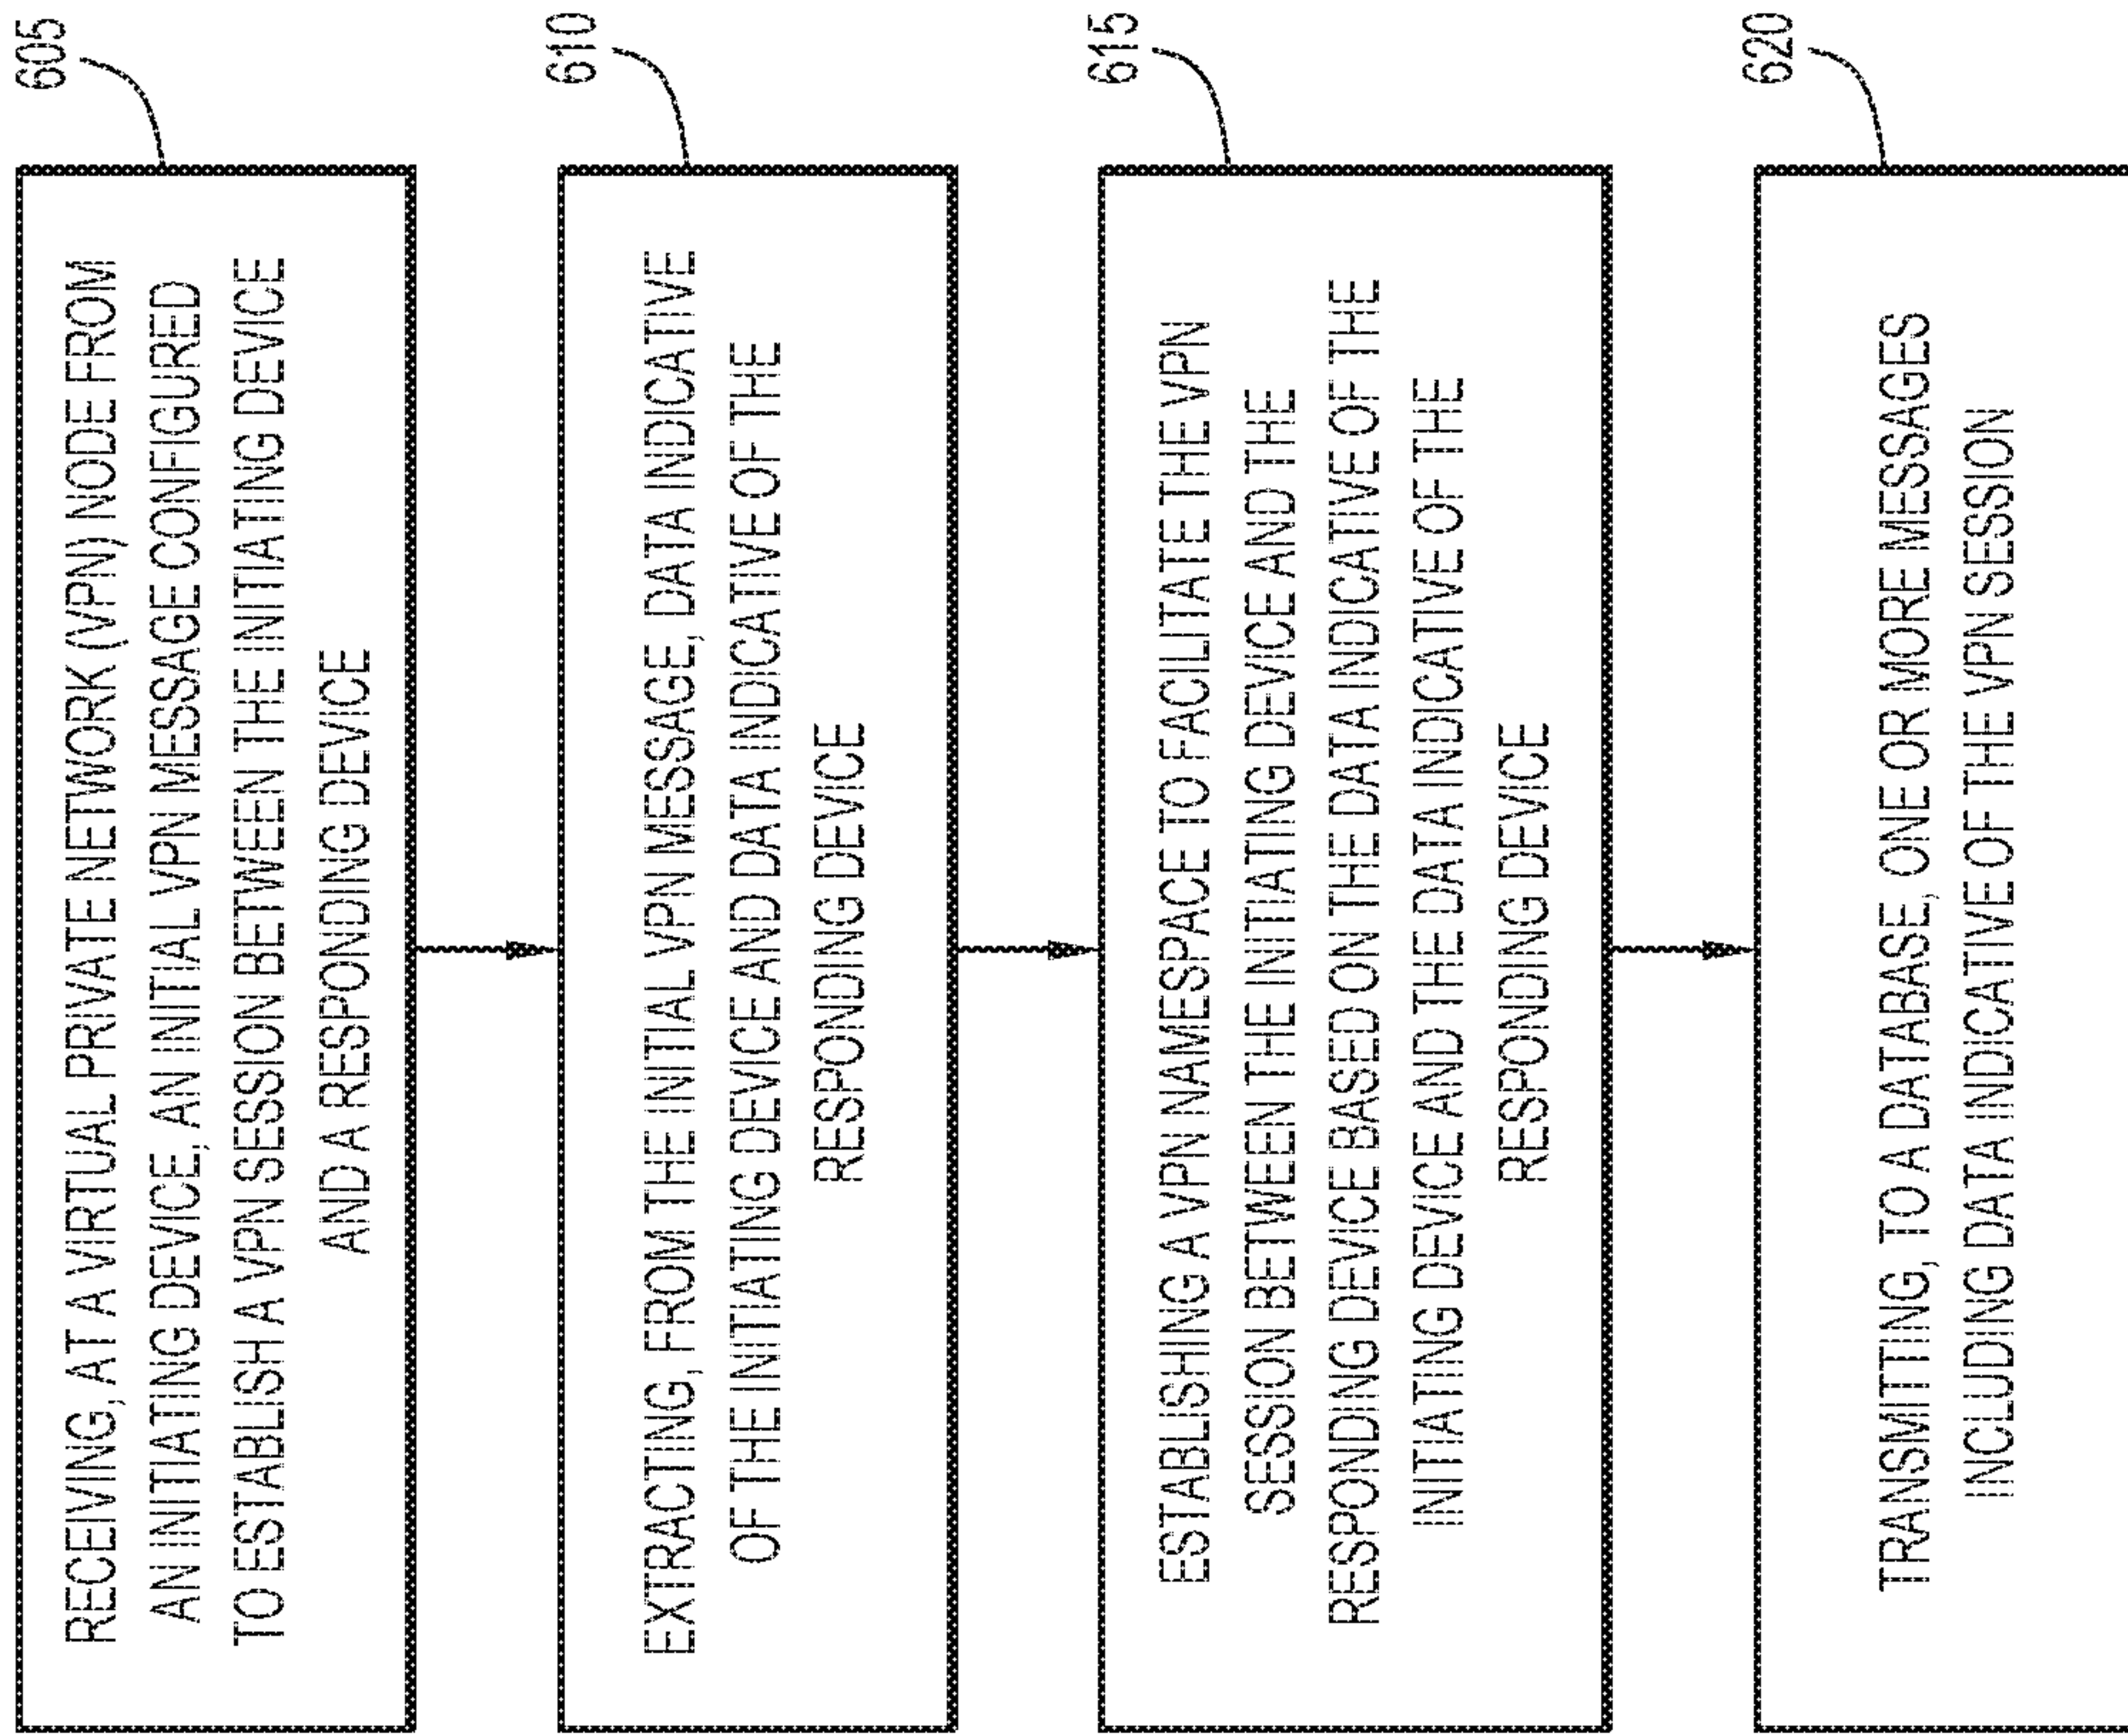 605
RECEIVING, AT A VIRTUAL PRIVATE NETWORK (VPN) NODE FROM
AN INITIATING DEVICE, AN INITIAL VPN MESSAGE CONFIGURED
TO ESTABLISH A VPN SESSION BETWEEN THE INITIATING DEVICE
AND A RESPONDING DEVICE
610
EXTRACTING, FROM THE INITIAL VPN MESSAGE, DATA INDICATIVE
OF THE INITIATING DEVICE AND DATA INDICATIVE OF THE
RESPONDING DEVICE
615
ESTABLISHING A VPN NAMESPACE TO FACILITATE THE VPN
SESSION BETWEEN THE INITIATING DEVICE AND THE
RESPONDING DEVICE BASED ON THE DATA INDICATIVE OF THE
INITIATING DEVICE AND THE DATA INDICATIVE OF THE
RESPONDING DEVICE
620
TRANSMITTING, TO A DATABASE, ONE OR MORE MESSAGES
INCLUDING DATA INDICATIVE OF THE VPN SESSION